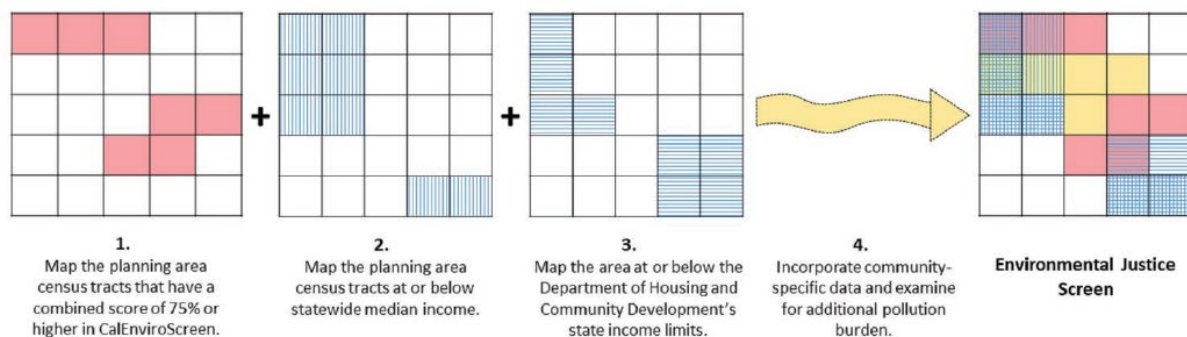 +
+
1.
Map the planning area
census tracts that have a
combined score of 75% or
higher in CalEnviroScreen.
2.
Map the planning area
census tracts at or below
statewide median income.
3.
Map the area at or below the
Department of Housing and
Community Development's
state income limits.
4.
Incorporate community-
specific data and examine
for additional pollution
burden.
Environmental Justice
Screen